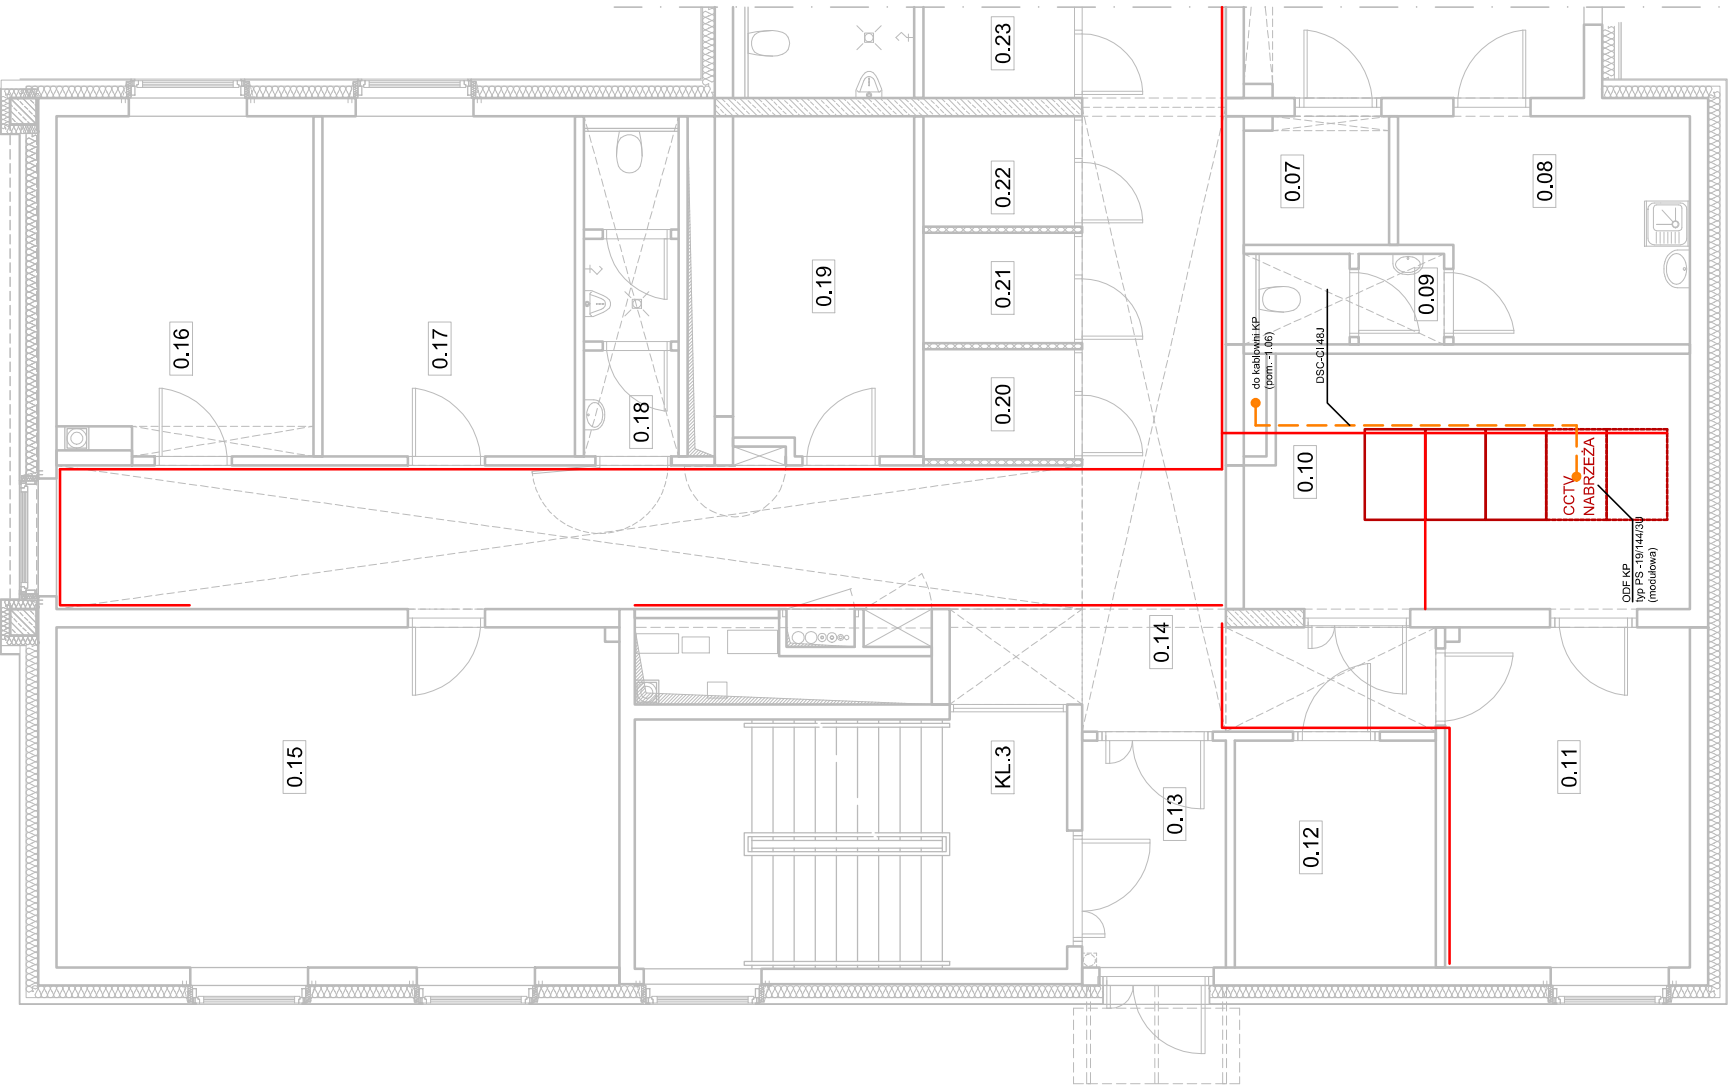 0.23
0.22
0.21
0.20
0.19
0.18
0.17
0.16
0.15
0.14
0.13
0.12
0.11
0.10
0.09
0.08
0.07
KL.3
do kablowni KP
(pom. -1.06)
DSC-CI 48J
CCTV
NABRZEŻA
ODF KP
typ PS -19/144/3U
(modułowa)